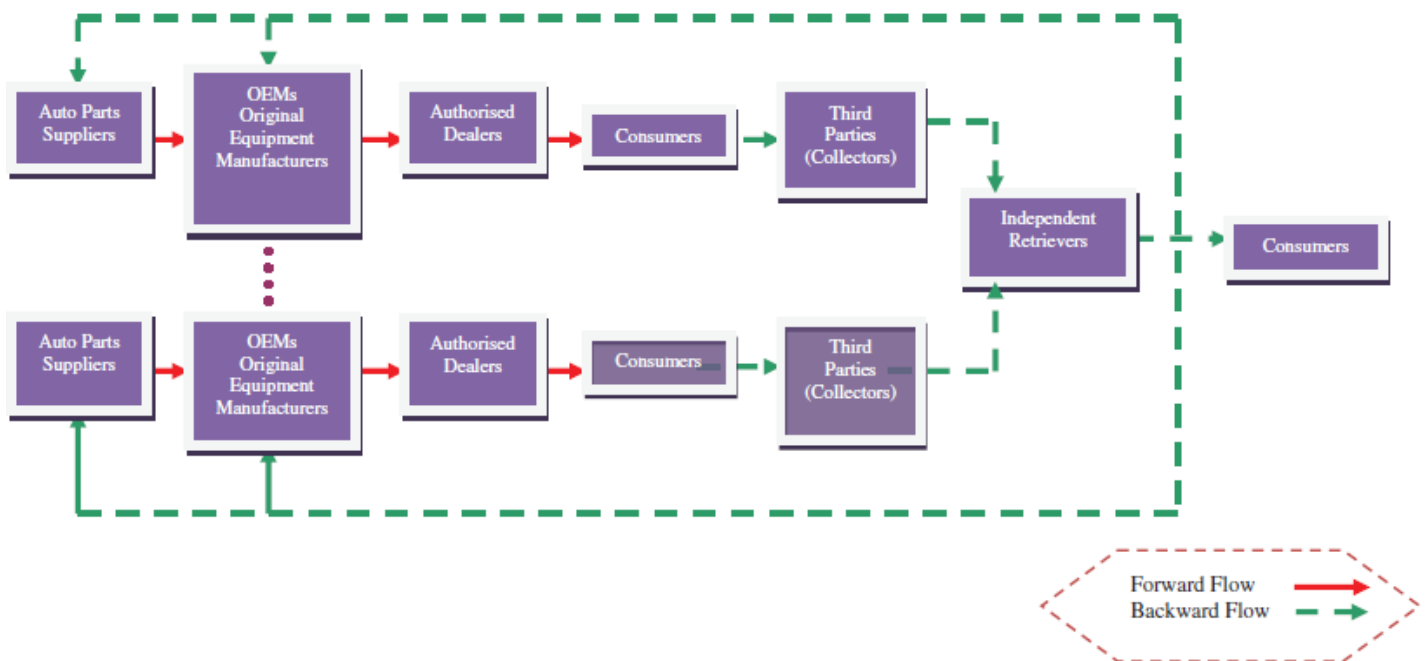 Auto Parts
Suppliers
OEMs
Original
Equipment
Manufacturers
Authorised
Dealers
Consumers
Third
Parties
(Collectors)
Independent
Retrievers
Consumers
Auto Parts
Suppliers
OEMs
Original
Equipment
Manufacturers
Authorised
Dealers
Consumers
Third
Parties
(Collectors)
Forward Flow
Backward Flow